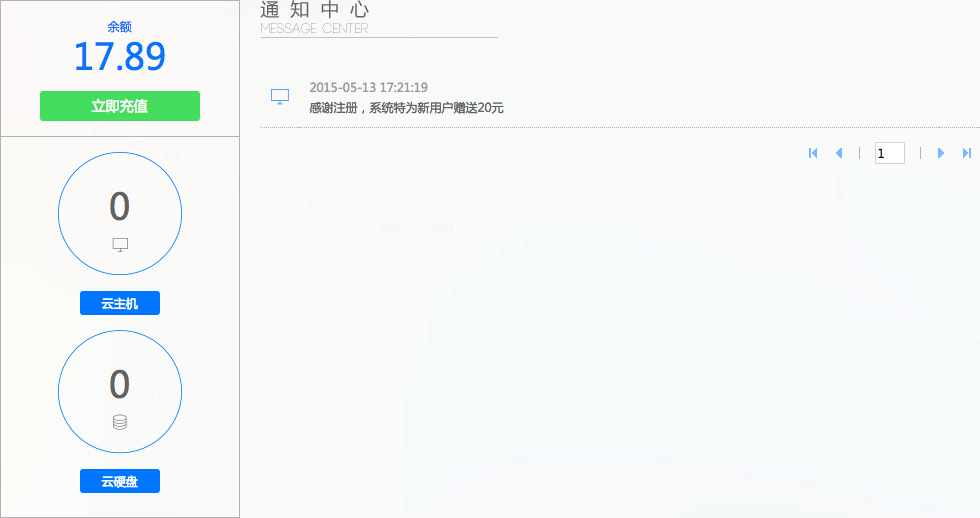 余额
17.89
立即充值
0
云主机
0
云硬盘
通知中心
MESSAGE CENTER
2015-05-13 17:21:19
感谢注册，系统特为新用户赠送20元
1